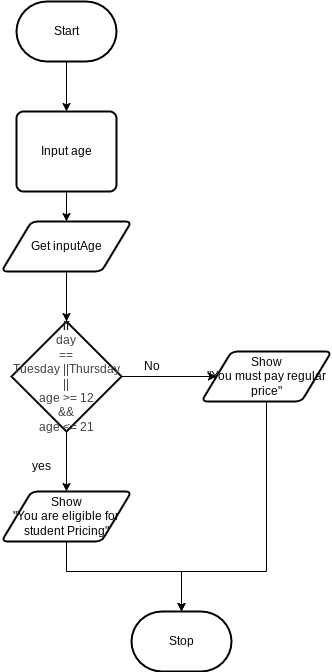 Start
Input age
Get inputAge
If
day
==
Tuesday ||Thursday
||
age >= 12
&&
age <= 21
No
Show
"You must pay regular
price"
yes
Show
"You are eligible for
student Pricing"
Stop